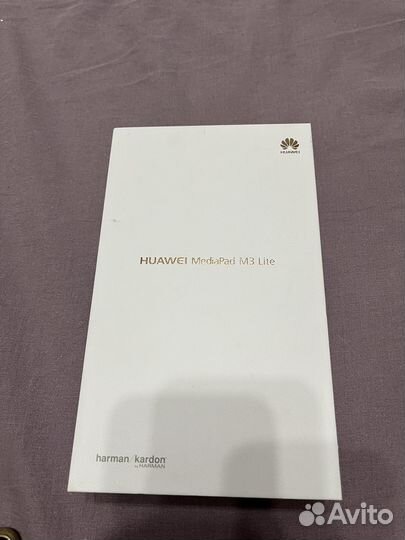 HUAWEI
HUAWEI MediaPad M3 Lite
harman/kardon
by HARMAN
Avito